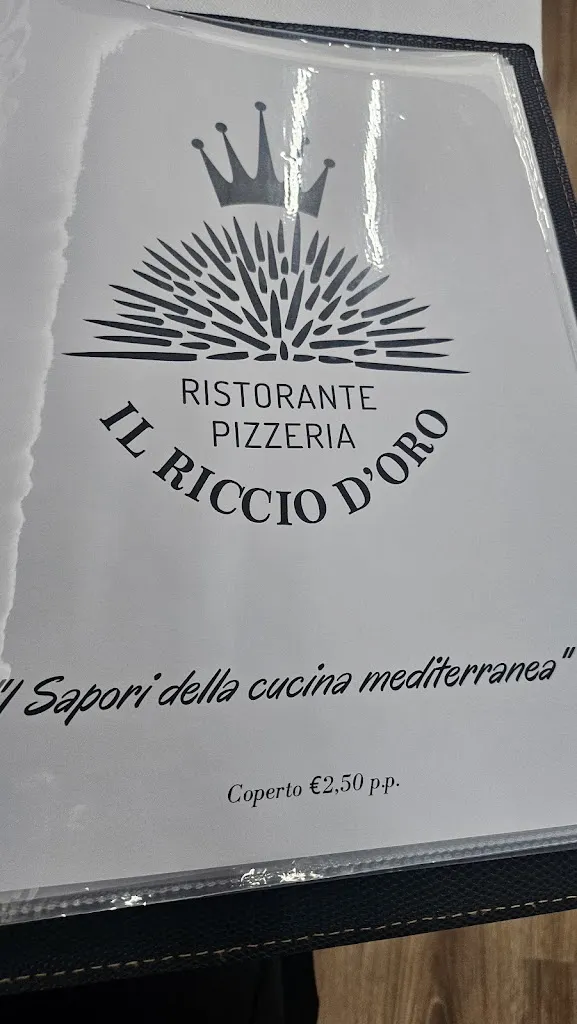 RISTORANTE
PIZZERIA
IL RICCIO D'ORO
"I Sapori della cucina mediterranea"
Coperto €2,50 p.p.